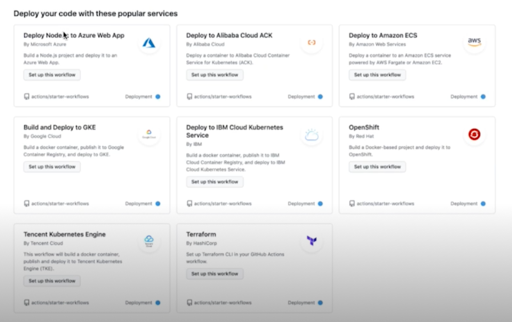 Deploy your code with these popular services
Deploy Node.js to Azure Web App
By Microsoft Azure
Build a Node.js project and deploy it to an
Azure Web App.
Set up this workflow
actions/starter-workflows
Deployment
Deploy to Alibaba Cloud ACK
By Alibaba Cloud
Deploy a container to Alibaba Cloud Container
Service for Kubernetes (ACK).
Set up this workflow
actions/starter-workflows
Deployment
Deploy to Amazon ECS
By Amazon Web Services
aws
Deploy a container to an Amazon ECS service
powered by AWS Fargate or Amazon EC2.
Set up this workflow
actions/starter-workflows
Deployment
Build and Deploy to GKE
By Google Cloud
Build a docker container, publish it to Google
Container Registry, and deploy to GKE.
Set up this workflow
actions/starter-workflows
Deployment
Deploy to IBM Cloud Kubernetes
Service
By IBM
Build a docker container, publish it to IBM
Cloud Container Registry, and deploy to IBM
Cloud Kubernetes Service.
Set up this workflow
actions/starter-workflows
Deployment
OpenShift
By Red Hat
Build a Docker-based project and deploy it to
OpenShift.
Set up this workflow
actions/starter-workflows
Deployment
Tencent Kubernetes Engine
By Tencent Cloud
This workflow will build a docker container,
publish and deploy it to Tencent Kubernetes
Engine (TKE).
Set up this workflow
actions/starter-workflows
Deployment
Terraform
By HashiCorp
Set up Terraform CLI in your GitHub Actions
workflow.
Set up this workflow
actions/starter-workflows
Deployment